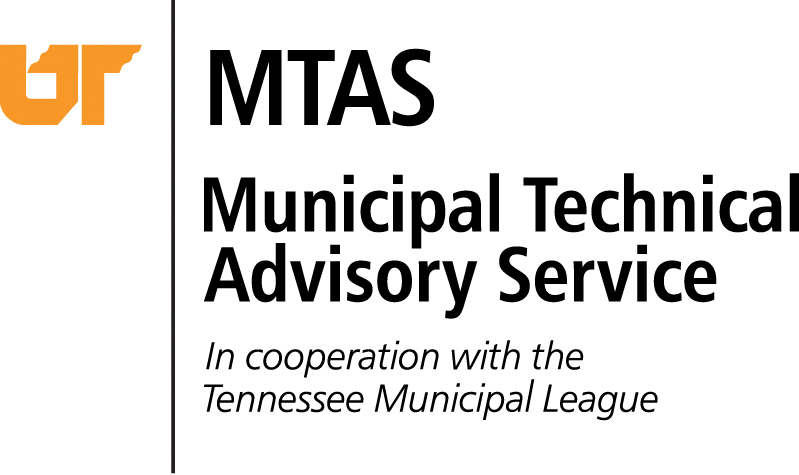 UT
MTAS
Municipal Technical
Advisory Service
In cooperation with the
Tennessee Municipal League